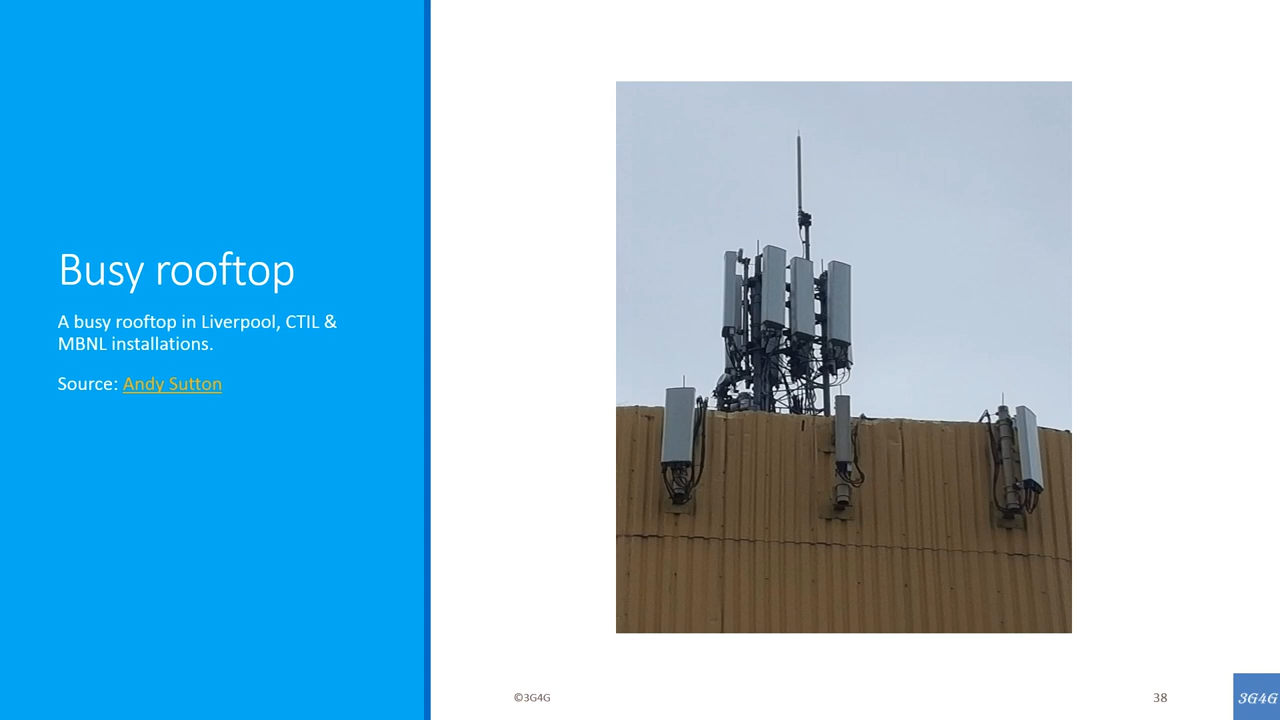 Busy rooftop
A busy rooftop in Liverpool, CTIL &
MBNL installations.
Source: Andy Sutton
©3G4G
38
3G4G